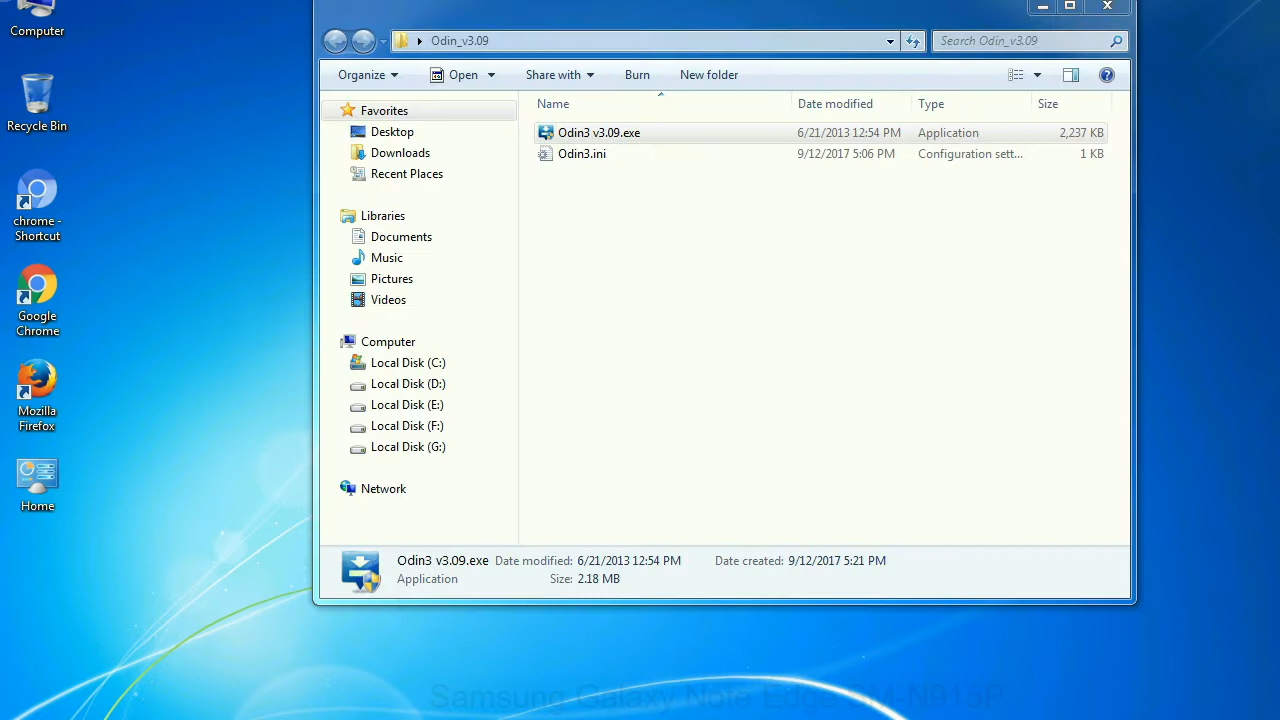 Computer
Recycle Bin
chrome -
Shortcut
Google
Chrome
Mozilla
Firefox
Home
Odin_v3.09
Search Odin_v3.09
Organize
Open
Share with
Burn
New folder
Favorites
Desktop
Downloads
Recent Places
Libraries
Documents
Music
Pictures
Videos
Computer
Local Disk (C:)
Local Disk (D:)
Local Disk (E:)
Local Disk (F:)
Local Disk (G:)
Network
Name Date modified Type Size
Odin3 v3.09.exe 6/21/2013 12:54 PM Application 2,237 KB
Odin3.ini 9/12/2017 5:06 PM Configuration sett... 1 KB
Odin3 v3.09.exe Date modified: 6/21/2013 12:54 PM Date created: 9/12/2017 5:21 PM
Application Size: 2.18 MB
Samsung Galaxy Note Edge SM-N915P